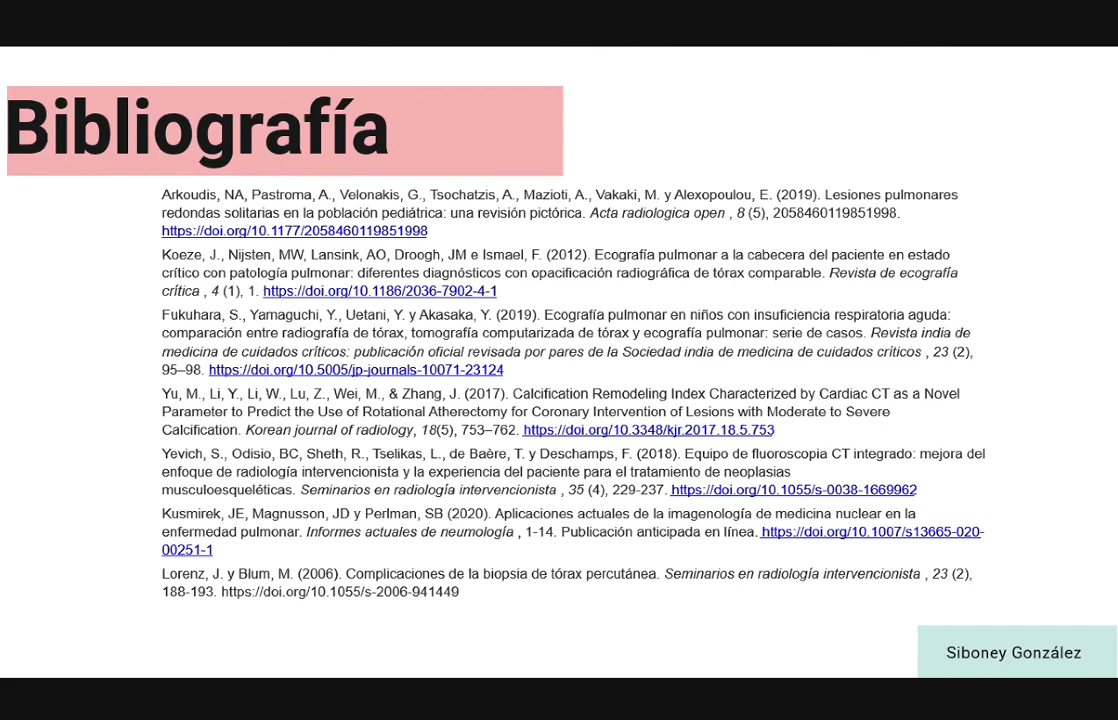 Bibliografía
Arkoudis, NA, Pastroma, A., Velonakis, G., Tsochatzis, A., Mazioti, A., Vakaki, M. y Alexopoulou, E. (2019). Lesiones pulmonares
redondas solitarias en la población pediátrica: una revisión pictórica. Acta radiologica open , 8 (5), 2058460119851998.
https://doi.org/10.1177/2058460119851998
Koeze, J., Nijsten, MW, Lansink, AO, Droogh, JM e Ismael, F. (2012). Ecografía pulmonar a la cabecera del paciente en estado
crítico con patología pulmonar: diferentes diagnósticos con opacificación radiográfica de tórax comparable. Revista de ecografía
crítica , 4 (1), 1. https://doi.org/10.1186/2036-7902-4-1
Fukuhara, S., Yamaguchi, Y., Uetani, Y. y Akasaka, Y. (2019). Ecografía pulmonar en niños con insuficiencia respiratoria aguda:
comparación entre radiografía de tórax, tomografía computarizada de tórax y ecografía pulmonar: serie de casos. Revista india de
medicina de cuidados críticos: publicación oficial revisada por pares de la Sociedad india de medicina de cuidados críticos , 23 (2),
95–98. https://doi.org/10.5005/jp-journals-10071-23124
Yu, M., Li, Y., Li, W., Lu, Z., Wei, M., & Zhang, J. (2017). Calcification Remodeling Index Characterized by Cardiac CT as a Novel
Parameter to Predict the Use of Rotational Atherectomy for Coronary Intervention of Lesions with Moderate to Severe
Calcification. Korean journal of radiology, 18(5), 753–762. https://doi.org/10.3348/kjr.2017.18.5.753
Yevich, S., Odisio, BC, Sheth, R., Tselikas, L., de Baère, T. y Deschamps, F. (2018). Equipo de fluoroscopia CT integrado: mejora del
enfoque de radiología intervencionista y la experiencia del paciente para el tratamiento de neoplasias
musculoesqueléticas. Seminarios en radiología intervencionista , 35 (4), 229-237. https://doi.org/10.1055/s-0038-1669962
Kusmirek, JE, Magnusson, JD y Perlman, SB (2020). Aplicaciones actuales de la imagenología de medicina nuclear en la
enfermedad pulmonar. Informes actuales de neumología , 1-14. Publicación anticipada en línea. https://doi.org/10.1007/s13665-020-
00251-1
Lorenz, J. y Blum, M. (2006). Complicaciones de la biopsia de tórax percutánea. Seminarios en radiología intervencionista , 23 (2),
188-193. https://doi.org/10.1055/s-2006-941449
Siboney González